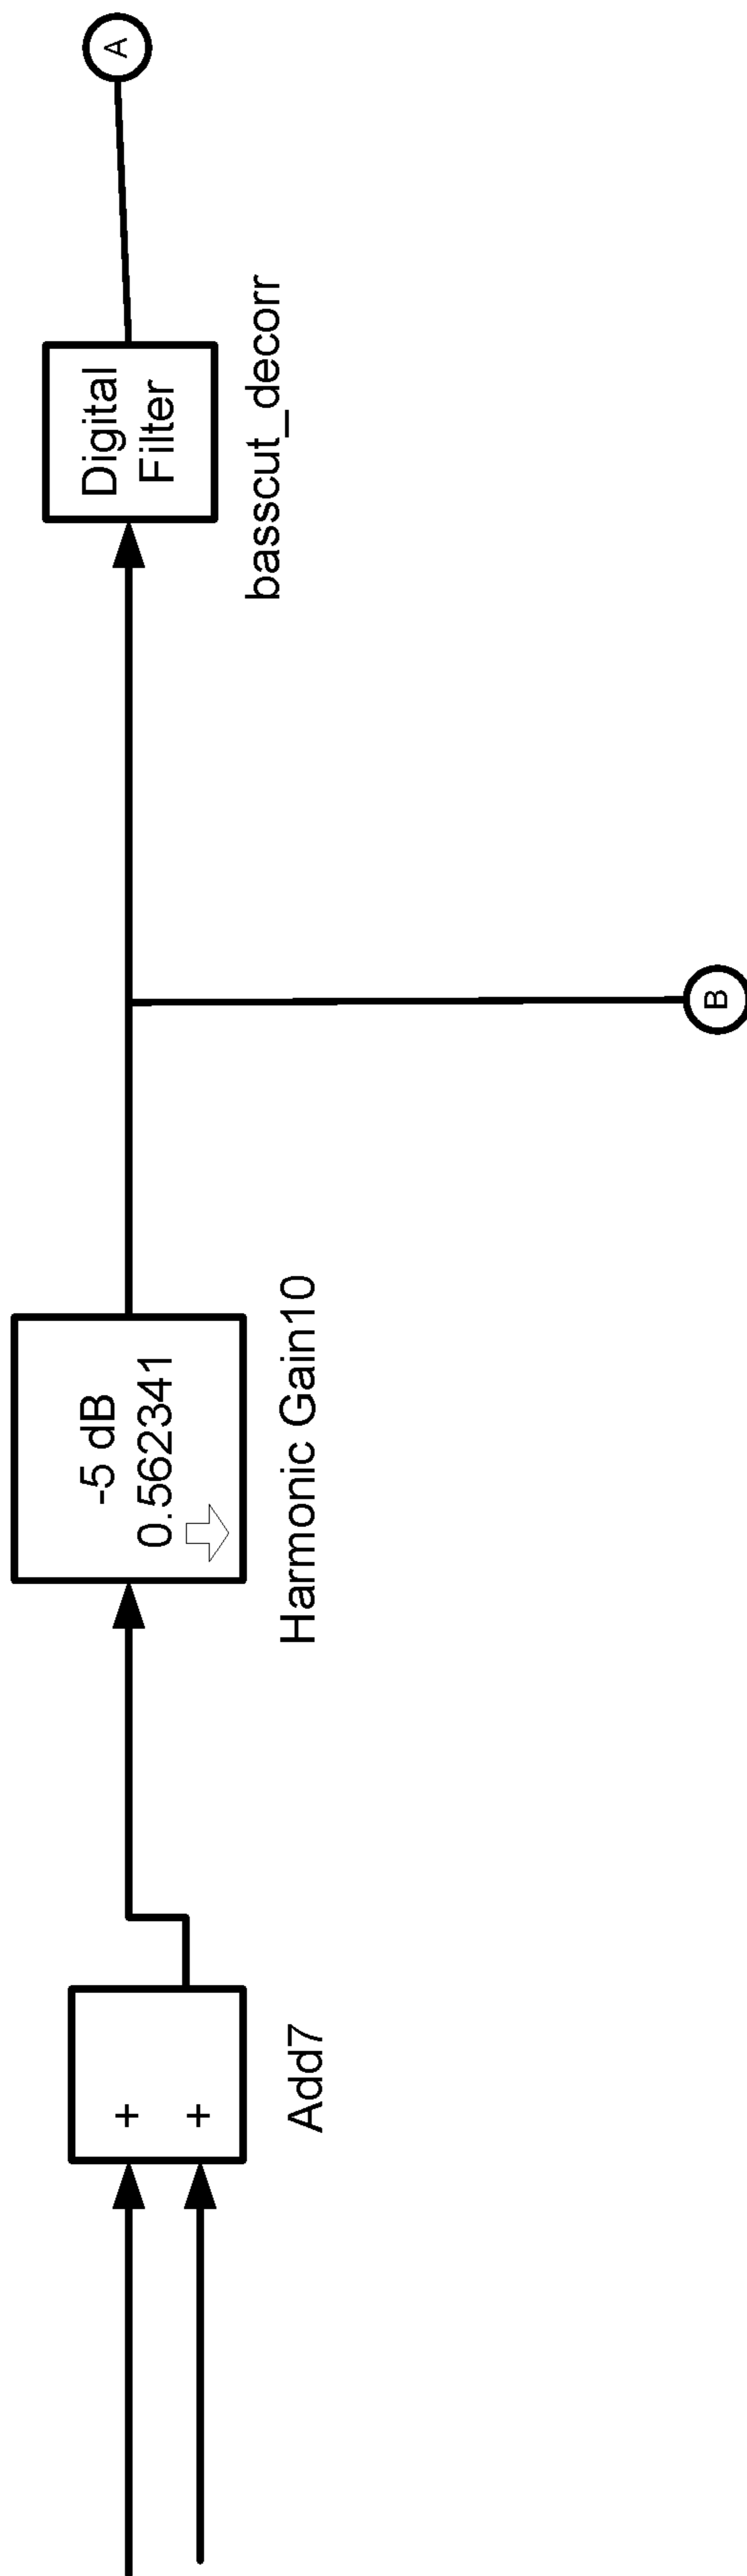 +
+
Add7
-5 dB
0.562341
Harmonic Gain10
B
Digital
Filter
basscut_decorr
A